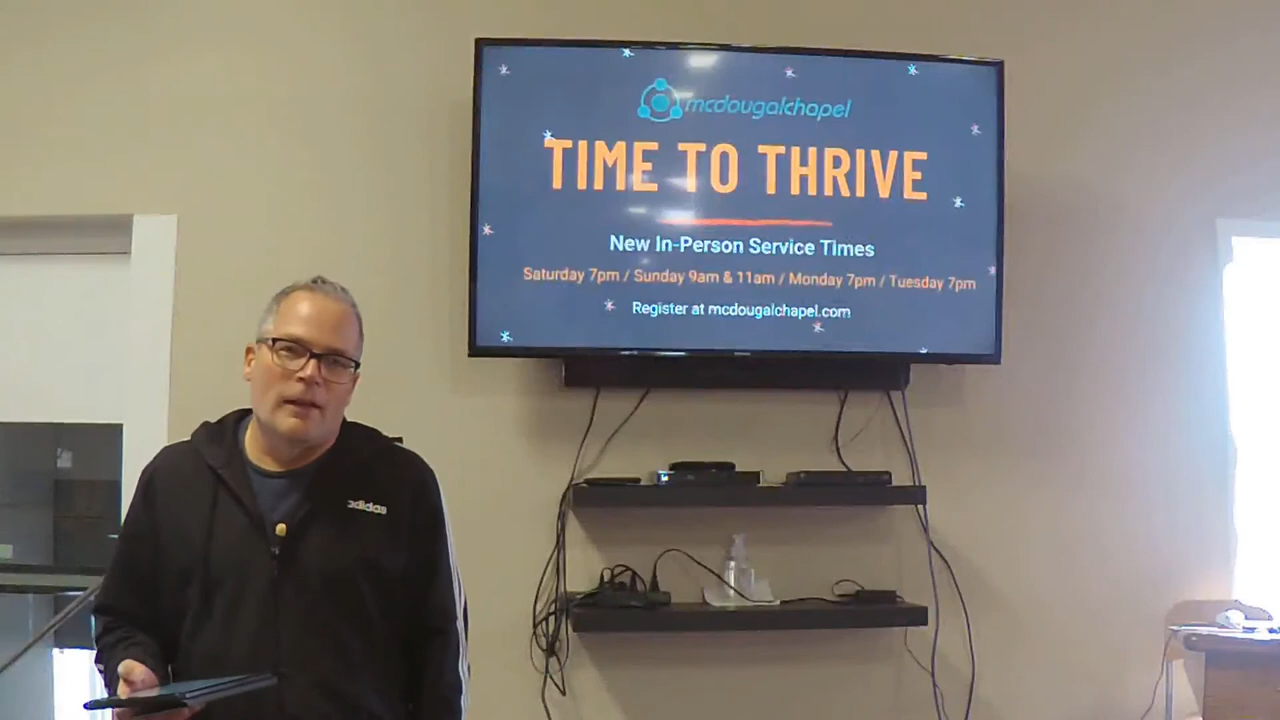 mcdougalchapel
TIME TO THRIVE
New In-Person Service Times
Saturday 7pm / Sunday 9am & 11am / Monday 7pm / Tuesday 7pm
Register at mcdougalchapel.com
adidas